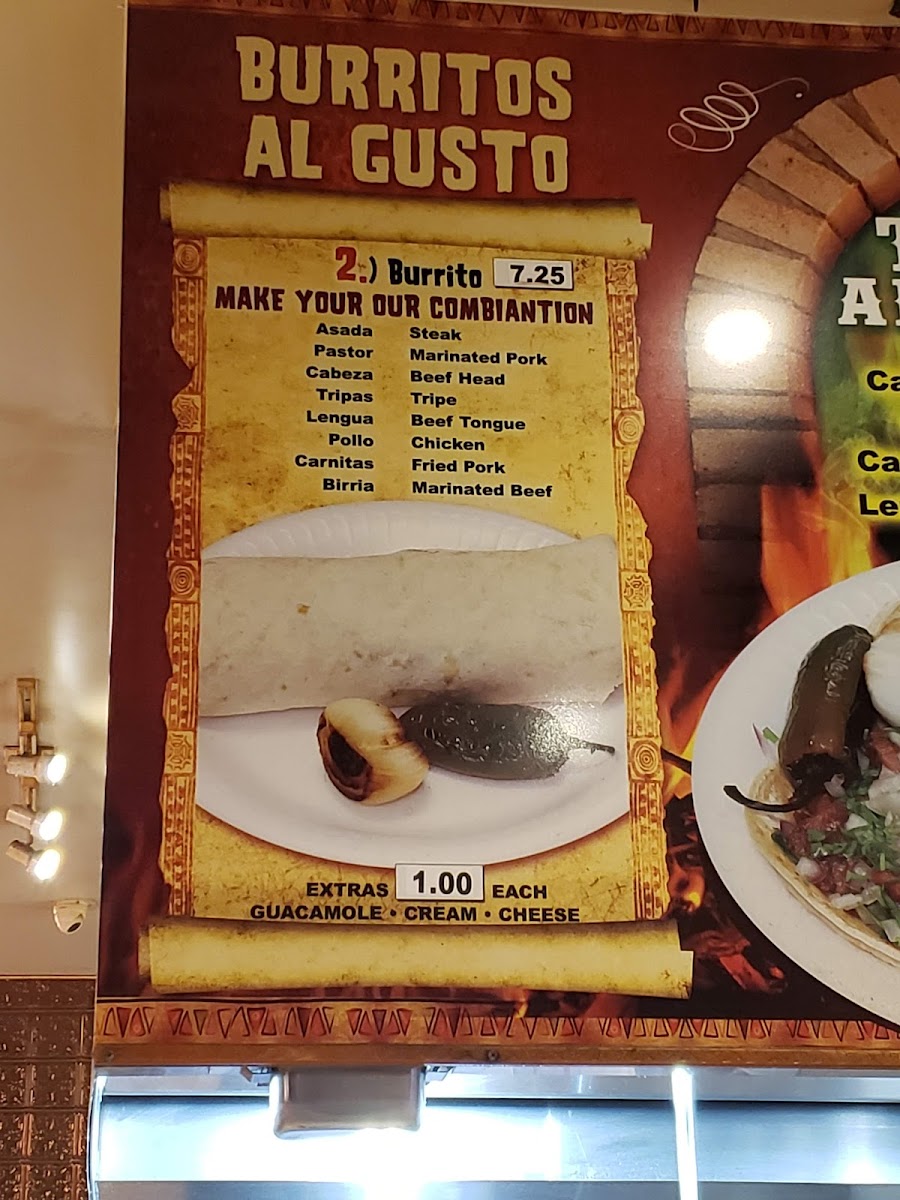 BURRITOS
AL GUSTO
2.) Burrito 7.25
MAKE YOUR OUR COMBIANTION
Asada Steak
Pastor Marinated Pork
Cabeza Beef Head
Tripas Tripe
Lengua Beef Tongue
Pollo Chicken
Carnitas Fried Pork
Birria Marinated Beef
EXTRAS 1.00 EACH
GUACAMOLE • CREAM • CHEESE